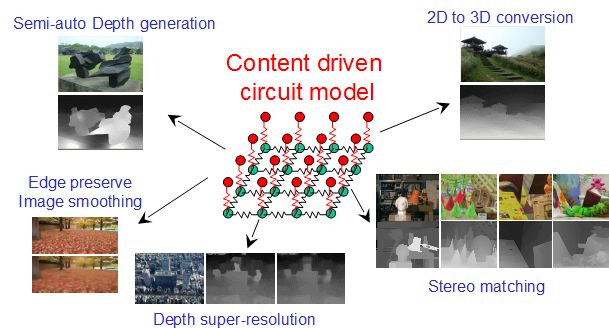 Semi-auto Depth generation
2D to 3D conversion
Content driven
circuit model
Edge preserve
Image smoothing
Stereo matching
Depth super-resolution